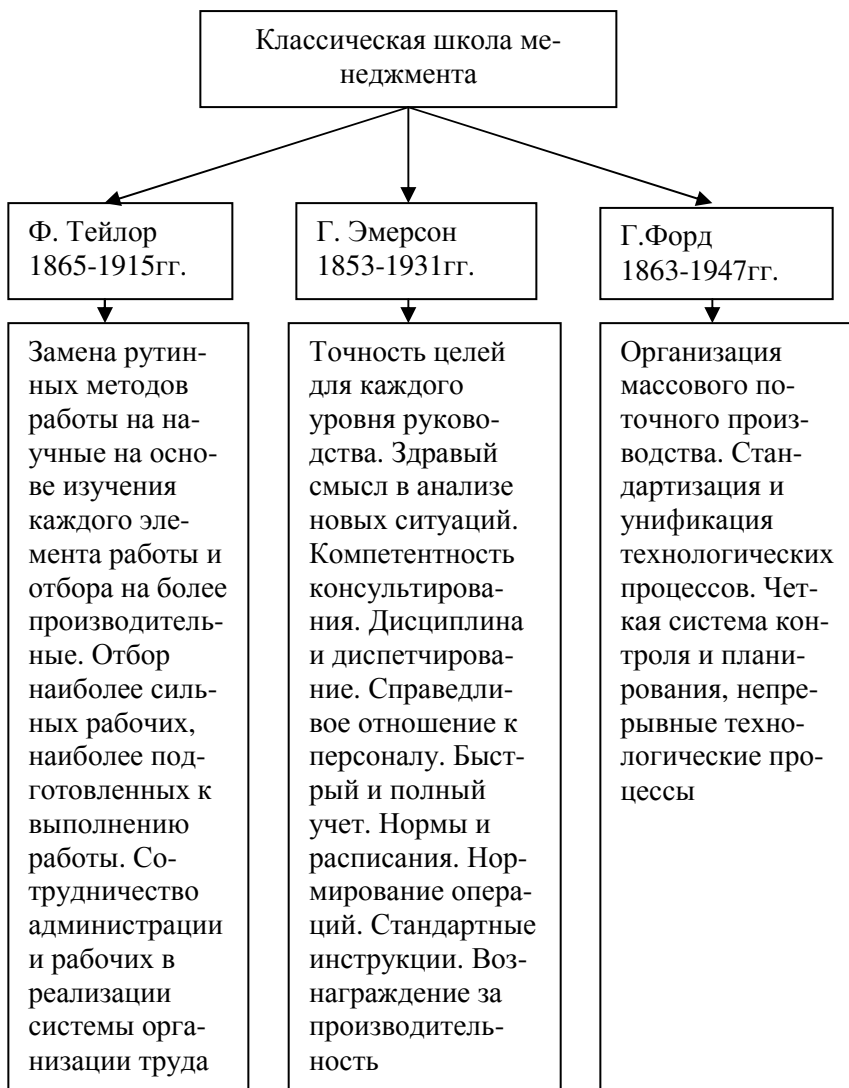 Классическая школа ме-
неджмента
Ф. Тейлор
1865-1915гг.
Г. Эмерсон
1853-1931гг.
Г.Форд
1863-1947гг.
Замена рутин-
ных методов
работы на на-
учные на осно-
ве изучения
каждого эле-
мента работы и
отбора на более
производитель-
ные. Отбор
наиболее силь-
ных рабочих,
наиболее под-
готовленных к
выполнению
работы. Со-
трудничество
администрации
и рабочих в
реализации
системы орга-
низации труда
Точность целей
для каждого
уровня руково-
дства. Здравый
смысл в анализе
новых ситуаций.
Компетентность
консультирова-
ния. Дисциплина
и диспетчирова-
ние. Справедли-
вое отношение к
персоналу. Быст-
рый и полный
учет. Нормы и
расписания. Нор-
мирование опера-
ций. Стандартные
инструкции. Воз-
награждение за
производитель-
ность
Организация
массового по-
точного произ-
водства. Стан-
дартизация и
унификация
технологических
процессов. Чет-
кая система кон-
троля и плани-
рования, непре-
рывные техно-
логические про-
цессы